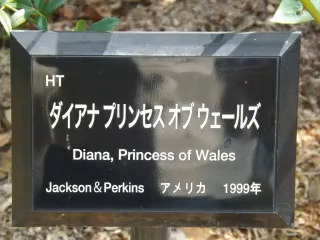 HT
ダイアナ プリンセス オブ ウェールズ
Diana, Princess of Wales
Jackson＆Perkins アメリカ 1999年